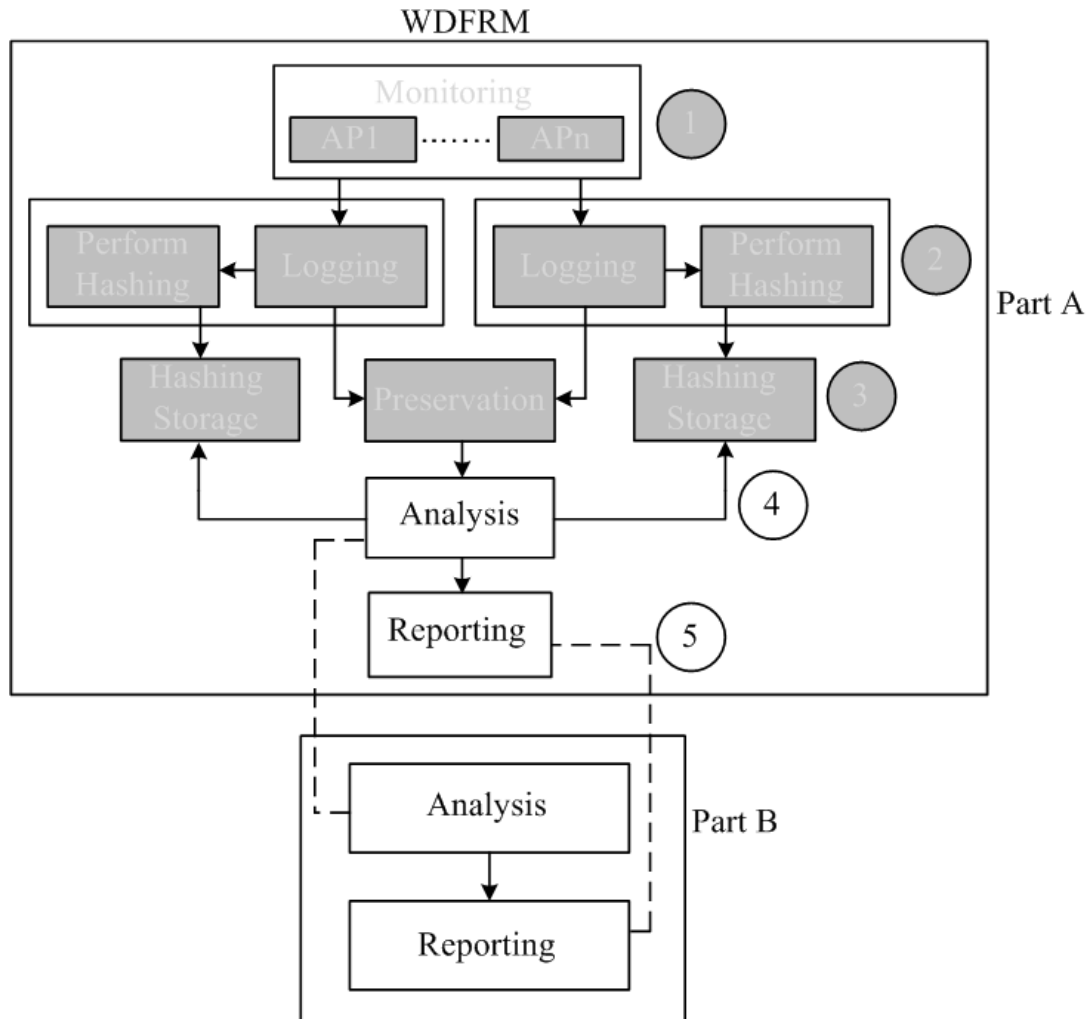 WDFRM
Monitoring
AP1 ....... APn
1
Perform
Hashing
Logging
Logging
Perform
Hashing
2
Part A
Hashing
Storage
Preservation
Hashing
Storage
3
Analysis
4
Reporting
5
Analysis
Part B
Reporting